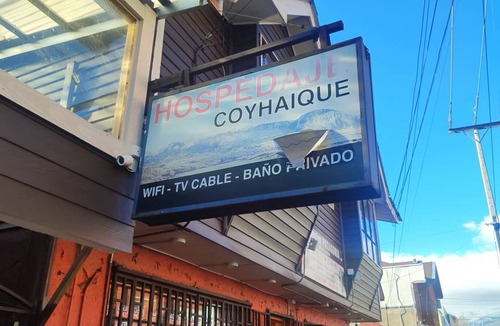 HOSPEDAJE
COYHAIQUE
WIFI - TV CABLE - BAÑO PRIVADO